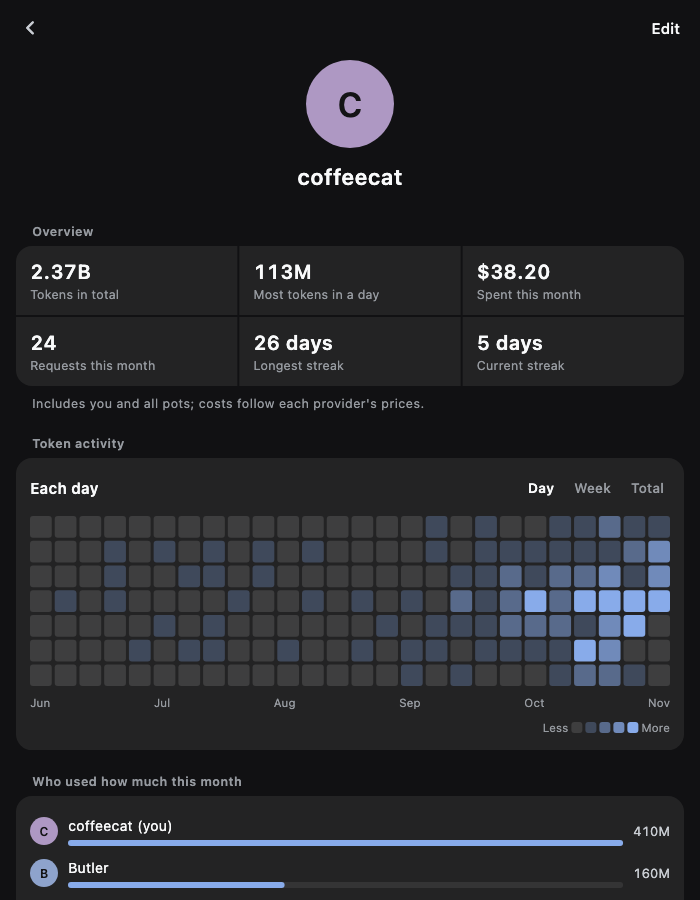 Edit
C
coffeecat
Overview
2.37B
Tokens in total
113M
Most tokens in a day
$38.20
Spent this month
24
Requests this month
26 days
Longest streak
5 days
Current streak
Includes you and all pots; costs follow each provider's prices.
Token activity
Each day
Day Week Total
Jun Jul Aug Sep Oct Nov
Less More
Who used how much this month
C
coffeecat (you)
410M
B
Butler
160M